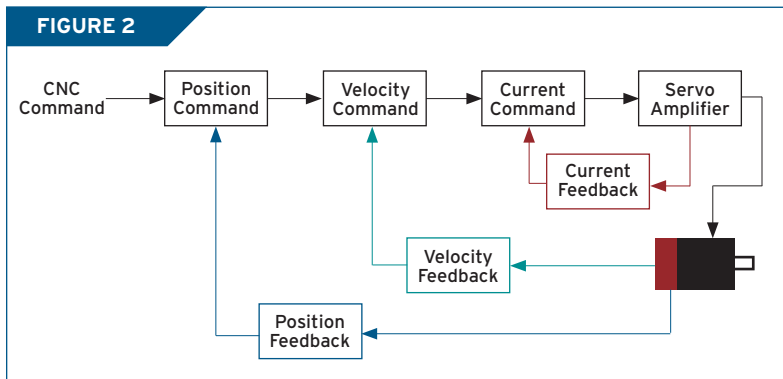 FIGURE 2
CNC
Command
Position
Command
Velocity
Command
Current
Command
Servo
Amplifier
Current
Feedback
Velocity
Feedback
Position
Feedback